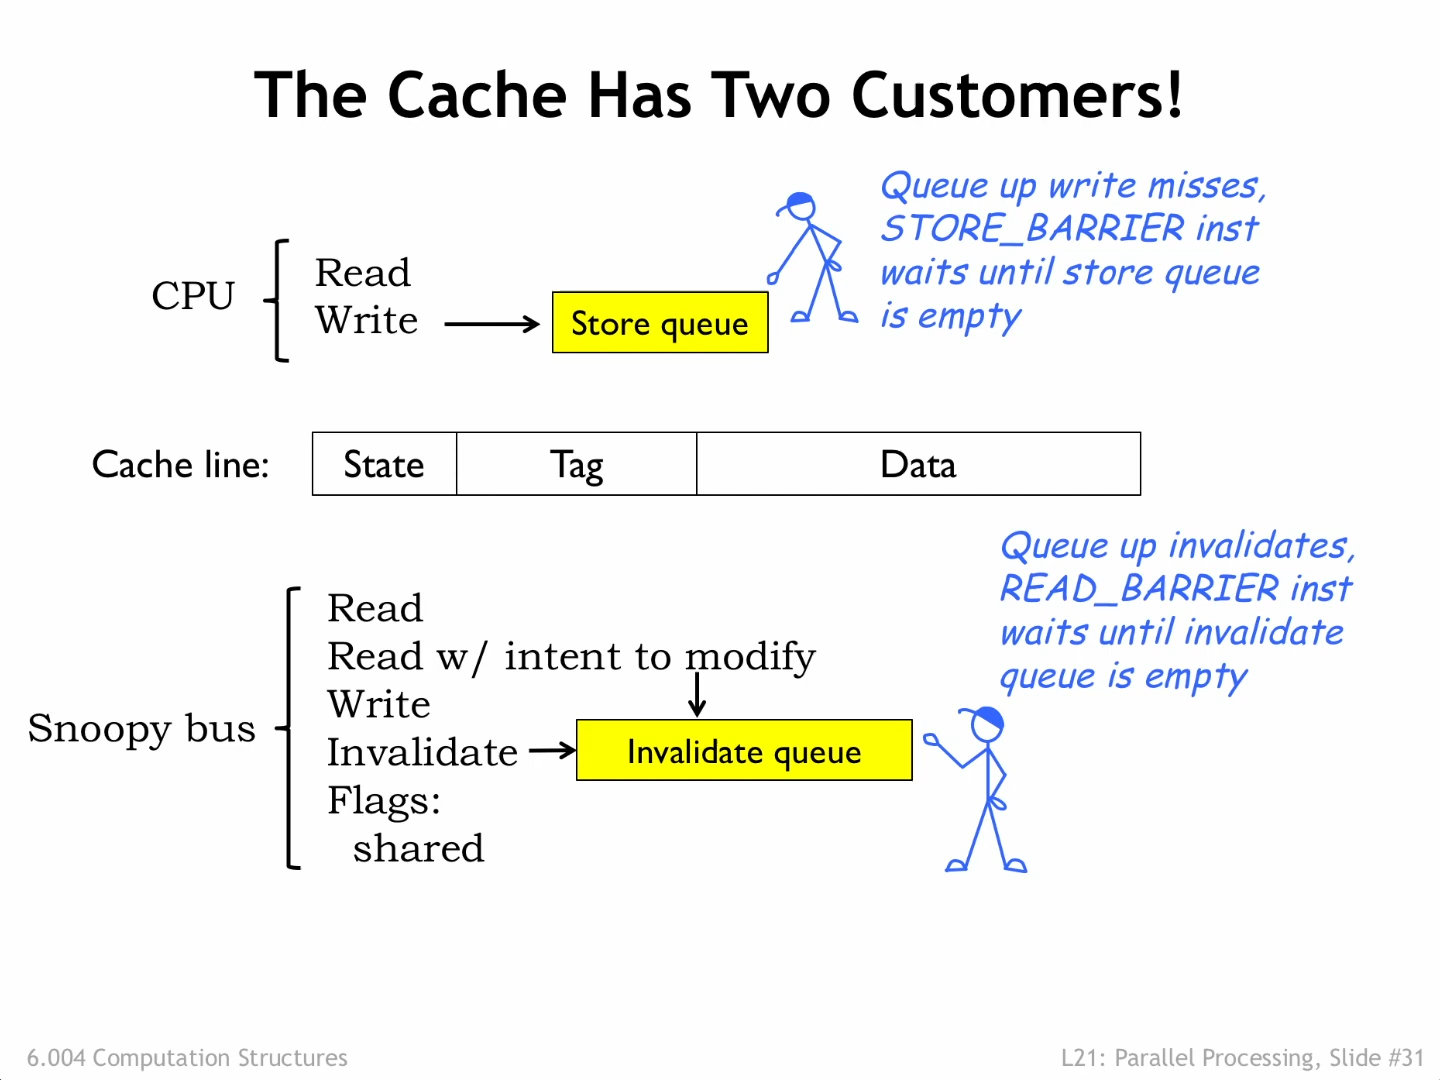 The Cache Has Two Customers!
Queue up write misses,
STORE_BARRIER inst
waits until store queue
is empty
CPU
Read
Write
Store queue
Cache line:
State
Tag
Data
Queue up invalidates,
READ_BARRIER inst
waits until invalidate
queue is empty
Snoopy bus
Read
Read w/ intent to modify
Write
Invalidate
Invalidate queue
Flags:
shared
6.004 Computation Structures
L21: Parallel Processing, Slide #31